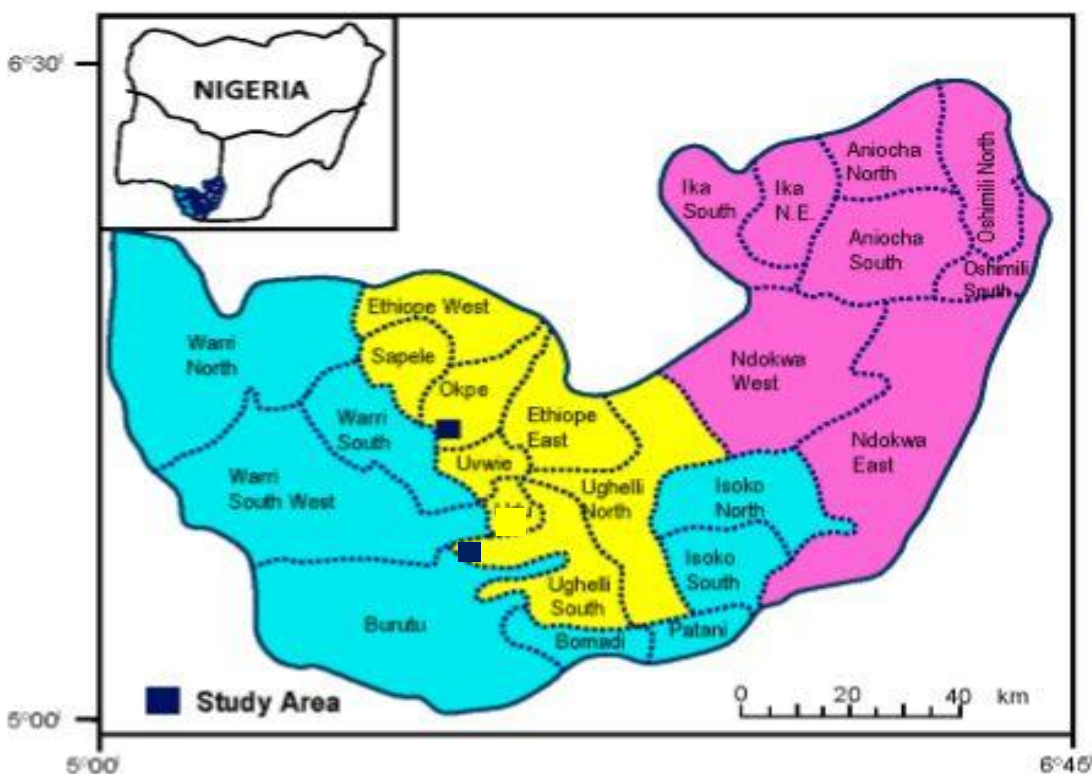 6°30'
NIGERIA
Aniocha
North
Oshimili North
Ika
South
Ika
N.E.
Aniocha
South
Oshimili
South
Ethiope West
Warri
North
Sapele
Ndokwa
West
Okpe
Warri
South
Ethiope
East
Ndokwa
East
Uvwie
Warri
South West
Ughelli
North
Isoko
North
Isoko
South
Ughelli
South
Burutu
Bomadi
Patani
Study Area
0 20 40 km
5°00'
5°00'
6°45'